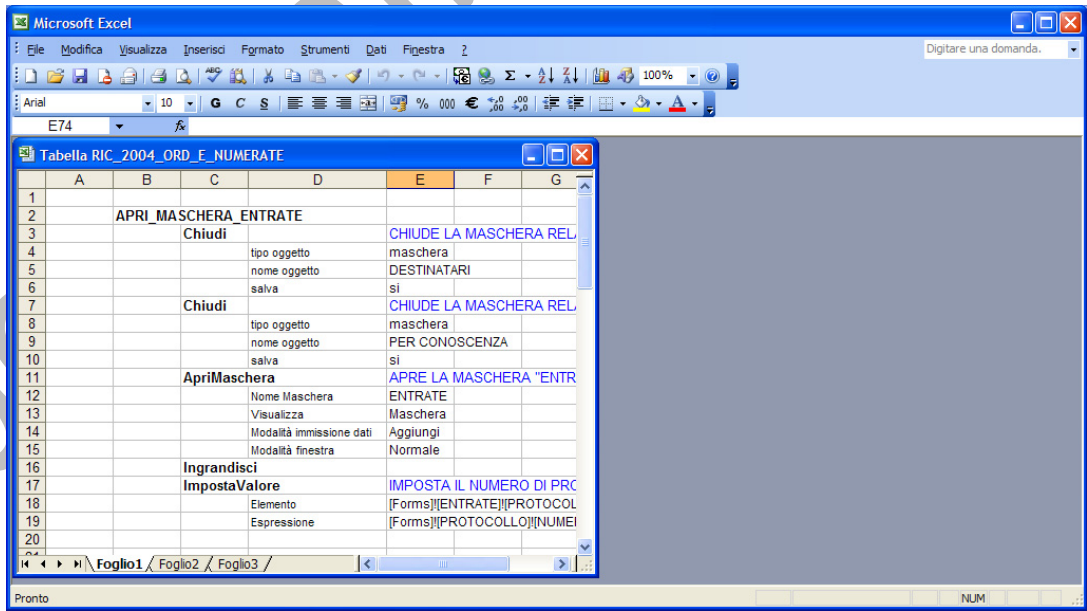 Microsoft Excel
File Modifica Visualizza Inserisci Formato Strumenti Dati Finestra ? Digitare una domanda.
100%
Arial 10 G C S % 000 €
E74 fx
Tabella RIC_2004_ORD_E_NUMERATE
A B C D E F G
1
2 APRI_MASCHERA_ENTRATE
3 Chiudi CHIUDE LA MASCHERA REL
4 tipo oggetto maschera
5 nome oggetto DESTINATARI
6 salva si
7 Chiudi CHIUDE LA MASCHERA REL
8 tipo oggetto maschera
9 nome oggetto PER CONOSCENZA
10 salva si
11 ApriMaschera APRE LA MASCHERA "ENTR
12 Nome Maschera ENTRATE
13 Visualizza Maschera
14 Modalità immissione dati Aggiungi
15 Modalità finestra Normale
16 Ingrandisci
17 ImpostaValore IMPOSTA IL NUMERO DI PRO
18 Elemento [Forms]![ENTRATE]![PROTOCOL
19 Espressione [Forms]![PROTOCOLLO]![NUME
20
Foglio1 Foglio2 Foglio3
Pronto NUM